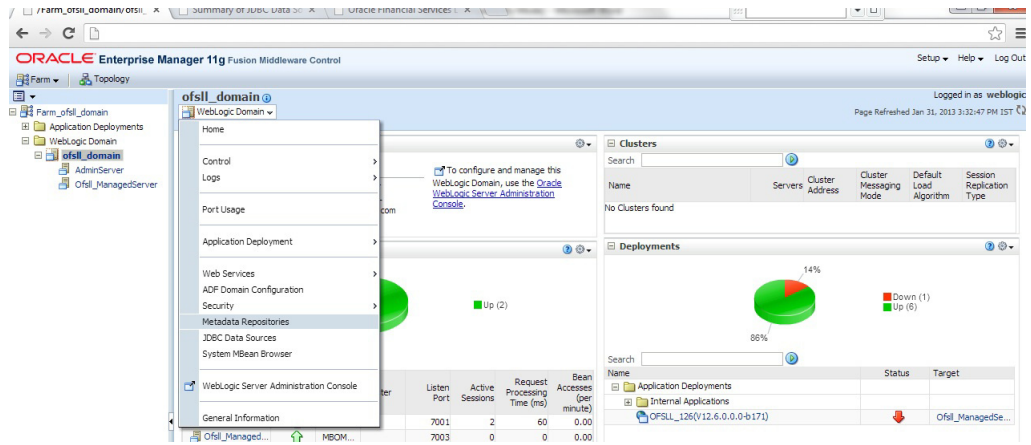 /Farm_ofsll_domain/ofsll_ ×
Summary of JDBC Data So ×
Oracle Financial Services L ×
ORACLE Enterprise Manager 11g Fusion Middleware Control
Setup Help Log Out
Farm Topology
ofsll_domain
Logged in as weblogic
WebLogic Domain
Page Refreshed Jan 31, 2013 3:32:47 PM IST
Farm_ofsll_domain
Application Deployments
WebLogic Domain
ofsll_domain
AdminServer
Ofsll_ManagedServer
Home
Control
Logs
Port Usage
Application Deployment
Web Services
ADF Domain Configuration
Security
Metadata Repositories
JDBC Data Sources
System MBean Browser
WebLogic Server Administration Console
General Information
To configure and manage this
WebLogic Domain, use the Oracle
WebLogic Server Administration
Console.
com
Up (2)
Listen Port
Active Sessions
Request Processing Time (ms)
Bean Accesses (per minute)
7001 2 60 0.00
Ofsll_Managed... MBOM... 7003 0 0 0.00
Clusters
Search
Name Servers Cluster Address Cluster Messaging Mode Default Load Algorithm Session Replication Type
No Clusters found
Deployments
14%
86%
Down (1)
Up (6)
Search
Name Status Target
Application Deployments
Internal Applications
OFSLL_126(V12.6.0.0.0-b171) Ofsll_ManagedSe...